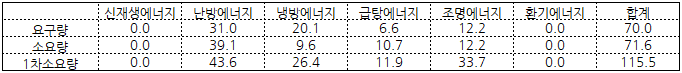 신재생에너지 난방에너지 냉방에너지 급탕에너지 조명에너지 환기에너지 합계
요구량 0.0 31.0 20.1 6.6 12.2 0.0 70.0
소요량 0.0 39.1 9.6 10.7 12.2 0.0 71.6
1차소요량 0.0 43.6 26.4 11.9 33.7 0.0 115.5